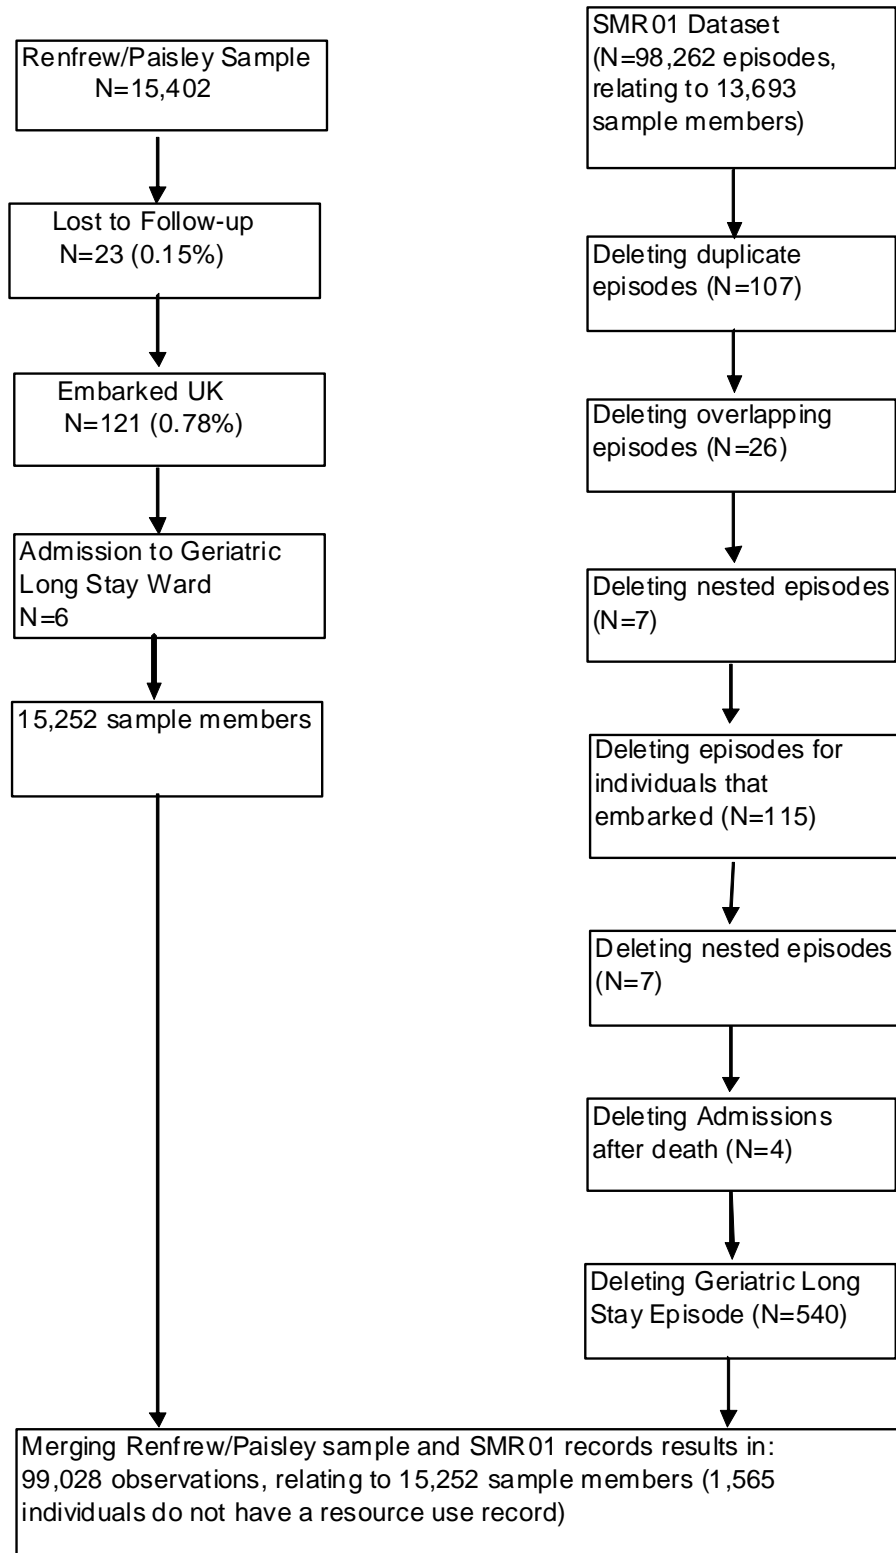 Renfrew/Paisley Sample
N=15,402
Lost to Follow-up
N=23 (0.15%)
Embarked UK
N=121 (0.78%)
Admission to Geriatric
Long Stay Ward
N=6
15,252 sample members
SMR01 Dataset
(N=98,262 episodes,
relating to 13,693
sample members)
Deleting duplicate
episodes (N=107)
Deleting overlapping
episodes (N=26)
Deleting nested episodes
(N=7)
Deleting episodes for
individuals that
embarked (N=115)
Deleting nested episodes
(N=7)
Deleting Admissions
after death (N=4)
Deleting Geriatric Long
Stay Episode (N=540)
Merging Renfrew/Paisley sample and SMR01 records results in:
99,028 observations, relating to 15,252 sample members (1,565
individuals do not have a resource use record)